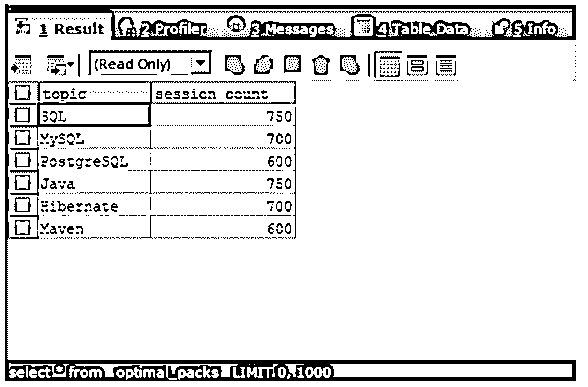 1 Result 2 Profiler 3 Messages 4 Table Data 5 Info
(Read Only)
topic session count
SQL 750
MySQL 700
PostgreSQL 600
Java 750
Hibernate 700
Maven 600
select * from optimal_packs LIMIT 0, 1000